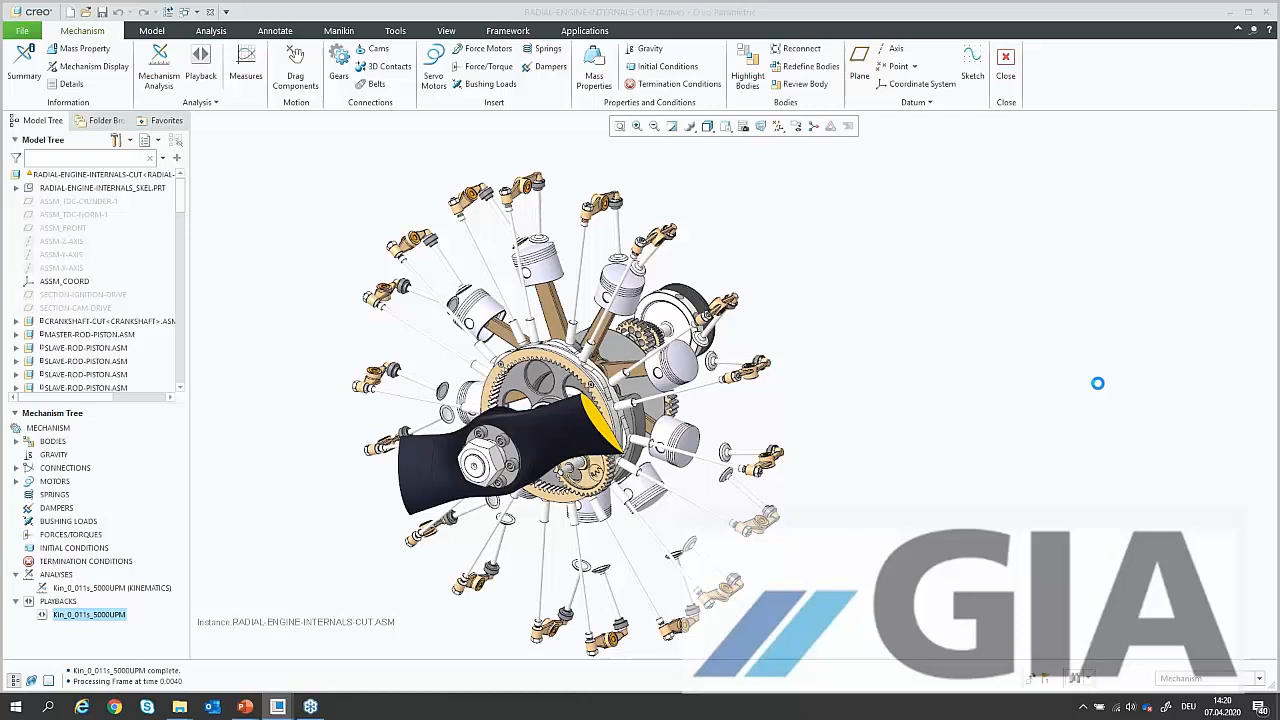 creo
RADIAL-ENGINE-INTERNALS-CUT (Active) - Creo Parametric
File Mechanism Model Analysis Annotate Manikin Tools View Framework Applications
Summary
Mass Property
Mechanism Display
Details
Information
Mechanism Analysis
Playback
Measures
Analysis
Drag Components
Motion
Gears
Cams
3D Contacts
Belts
Connections
Servo Motors
Force Motors
Force/Torque
Bushing Loads
Springs
Dampers
Insert
Mass Properties
Gravity
Initial Conditions
Termination Conditions
Properties and Conditions
Highlight Bodies
Reconnect
Redefine Bodies
Review Body
Bodies
Plane
Axis
Point
Coordinate System
Sketch
Datum
Close
Close
Model Tree Folder Bro Favorites
Model Tree
RADIAL-ENGINE-INTERNALS-CUT<RADIAL-
RADIAL-ENGINE-INTERNALS_SKEL.PRT
ASSM_TDC-CYLINDER-1
ASSM_TDC-NORM-1
ASSM_FRONT
ASSM-Z-AXIS
ASSM-Y-AXIS
ASSM-X-AXIS
ASSM_COORD
SECTION-IGNITION-DRIVE
SECTION-CAM-DRIVE
CRANKSHAFT-CUT<CRANKSHAFT>.ASM
MASTER-ROD-PISTON.ASM
SLAVE-ROD-PISTON.ASM
SLAVE-ROD-PISTON.ASM
SLAVE-ROD-PISTON.ASM
SLAVE-ROD-PISTON.ASM
Mechanism Tree
MECHANISM
BODIES
GRAVITY
CONNECTIONS
MOTORS
SPRINGS
DAMPERS
BUSHING LOADS
FORCES/TORQUES
INITIAL CONDITIONS
TERMINATION CONDITIONS
ANALYSES
Kin_0_011s_5000UPM (KINEMATICS)
PLAYBACKS
Kin_0_011s_5000UPM
Instance:RADIAL-ENGINE-INTERNALS-CUT.ASM
GIA
• Kin_0_011s_5000UPM complete.
• Processing Frame at time 0.0040
Mechanism
DEU
14:20
07.04.2020
40